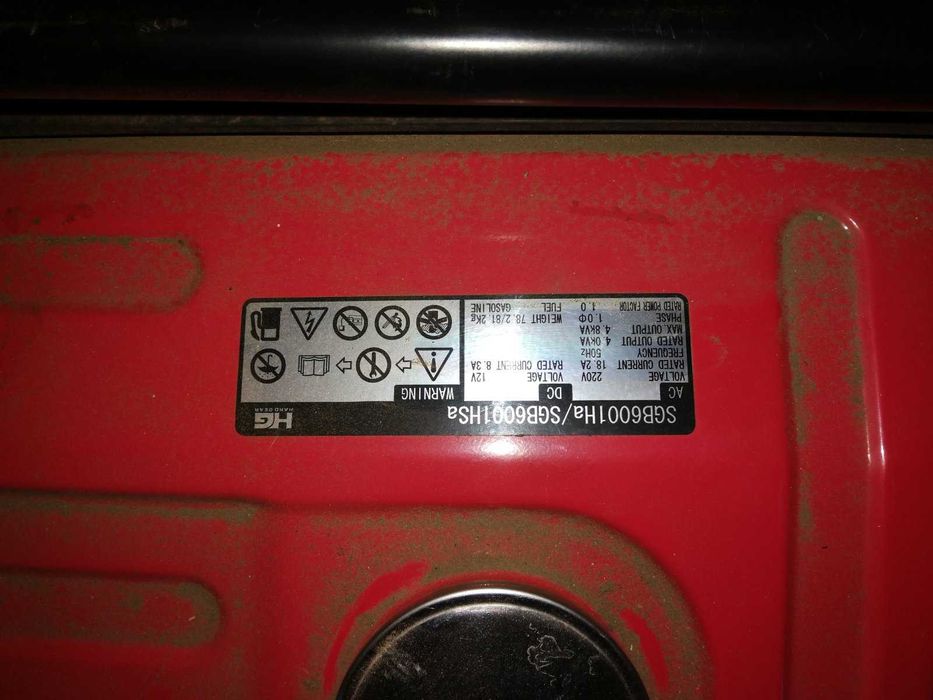 SGB6001Ha/SGB6001HSa
HG
HAND GEAR
AC
VOLTAGE 220V
RATED CURRENT 18.2A
FREQUENCY 50Hz
RATED OUTPUT 4.0KVA
MAX.OUTPUT 4.8KVA
PHASE 1.0Φ
RATED POWER FACTOR 1.0
DC
VOLTAGE 12V
RATED CURRENT 8.3A
WEIGHT 78.2/81.2Kg
FUEL GASOLINE
WARNING